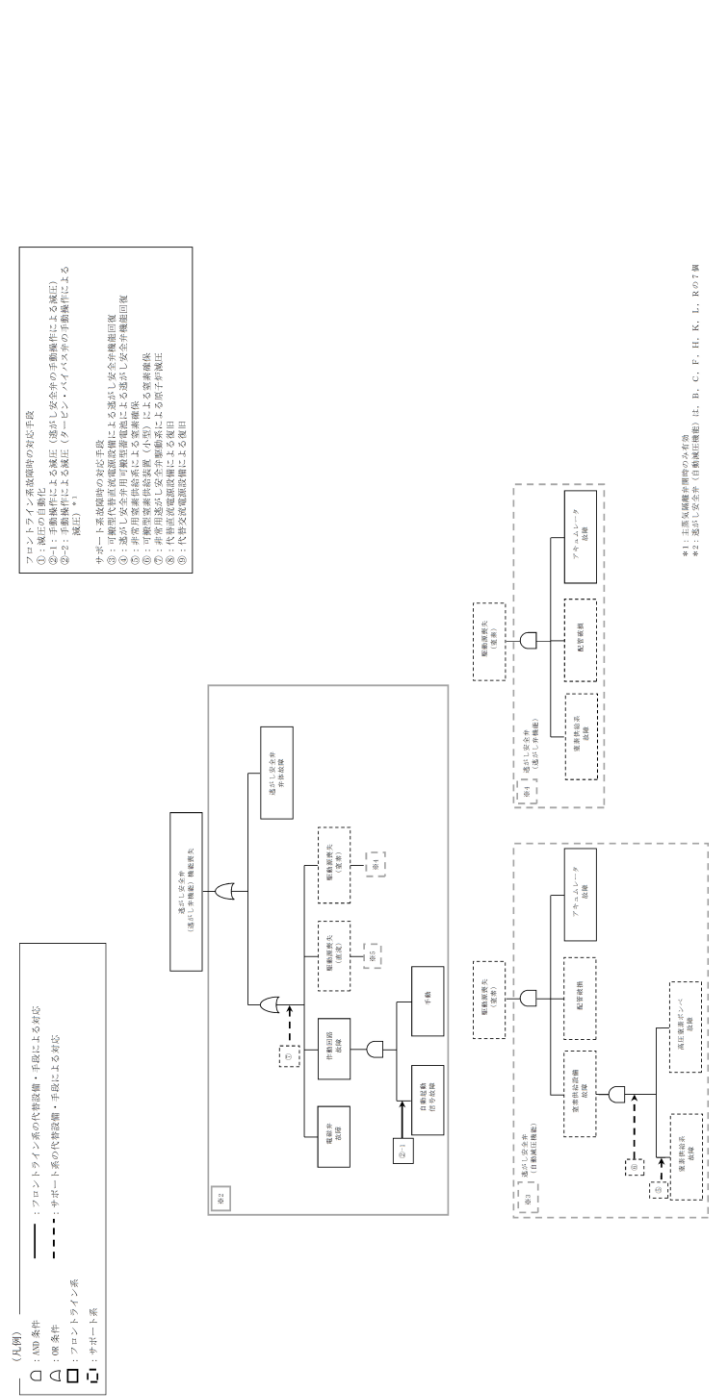 (凡例)
：AND 条件
：OR 条件
：フロントライン系
：サポート系
：フロントライン系の代替設備・手段による対応
：サポート系の代替設備・手段による対応
フロントライン系故障時の対応手段
①：減圧の自動化
②-1：手動操作による減圧（逃がし安全弁の手動操作による減圧）
②-2：手動操作による減圧（タービン・バイパス弁の手動操作による
減圧）＊1
サポート系故障時の対応手段
③：可搬型代替直流電源設備による逃がし安全弁機能回復
④：逃がし安全弁用可搬型蓄電池による逃がし安全弁機能回復
⑤：非常用窒素供給系による窒素確保
⑥：可搬型窒素供給装置（小型）による窒素確保
⑦：非常用逃がし安全弁駆動系による原子炉減圧
⑧：代替直流電源設備による復旧
⑨：代替交流電源設備による復旧
逃がし安全弁
（逃がし弁機能）機能喪失
※2
逃がし安全弁
弁体故障
⑦
電磁弁
故障
作動回路
故障
駆動源喪失
（直流）
駆動源喪失
（窒素）
※5
※4
②-1
自動起動
信号故障
手動
駆動源喪失
（窒素）
※3
逃がし安全弁
（自動減圧機能）
窒素供給設備
故障
配管破損
アキュムレータ
故障
⑥
⑤
窒素供給系
故障
高圧窒素ボンベ
故障
駆動源喪失
（窒素）
※4
逃がし安全弁
（逃がし弁機能）
窒素供給系
故障
配管破損
アキュムレータ
故障
＊1：主蒸気隔離弁開時のみ有効
＊2：逃がし安全弁（自動減圧機能）は，B，C，F，H，K，L，Rの7個